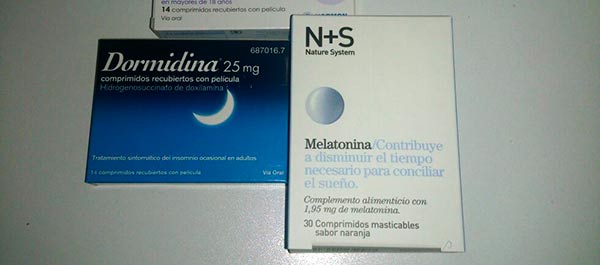 en mayores de 18 años
14 comprimidos recubiertos con película
Vía oral
687016.7
Dormidina 25 mg
comprimidos recubiertos con película
Hidrogenosuccinato de doxilamina
Tratamiento sintomático del insomnio ocasional en adultos
14 comprimidos recubiertos con película
Vía Oral
N+S
Nature System
Melatonina/Contribuye
a disminuir el tiempo
necesario para conciliar
el sueño.
Complemento alimenticio con
1,95 mg de melatonina.
30 Comprimidos masticables
sabor naranja